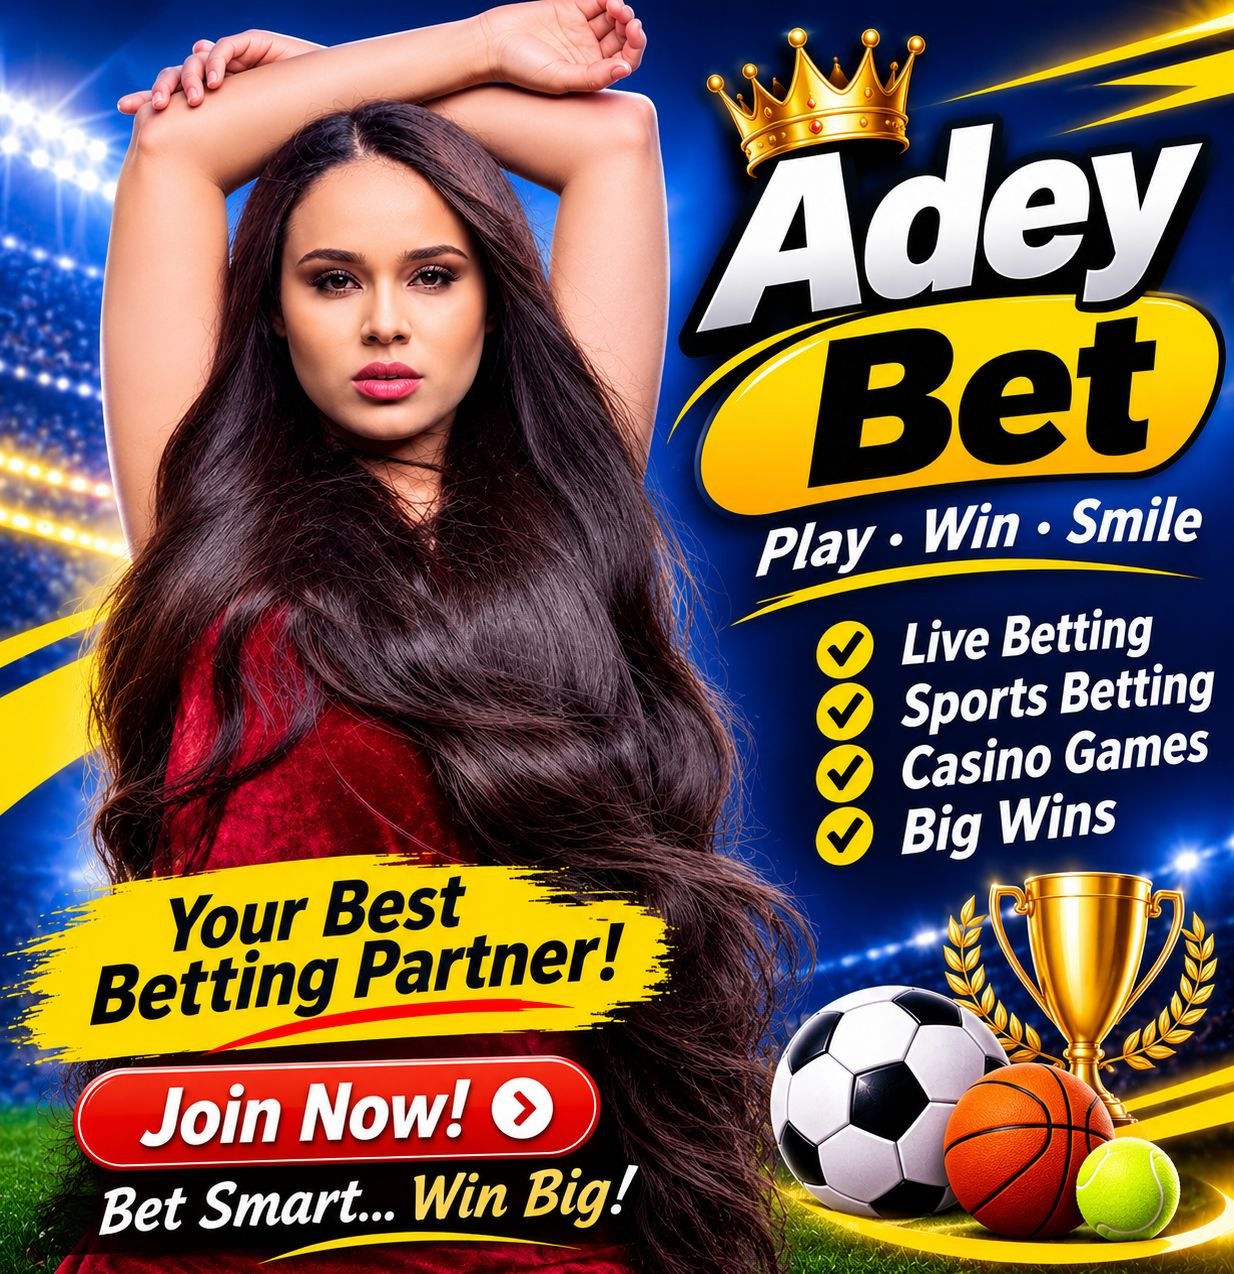 Adey
Bet
Play · Win · Smile
Live Betting
Sports Betting
Casino Games
Big Wins
Your Best
Betting Partner!
Join Now!
Bet Smart... Win Big!